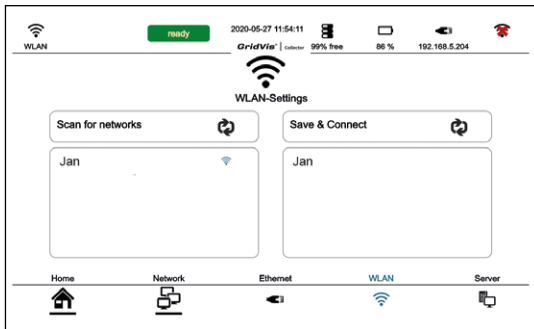 WLAN
ready
2020-05-27 11:54:11
GridVis® | Collector
99% free
86 %
192.168.5.204
WLAN-Settings
Scan for networks
Save & Connect
Jan
Jan
Home
Network
Ethernet
WLAN
Server